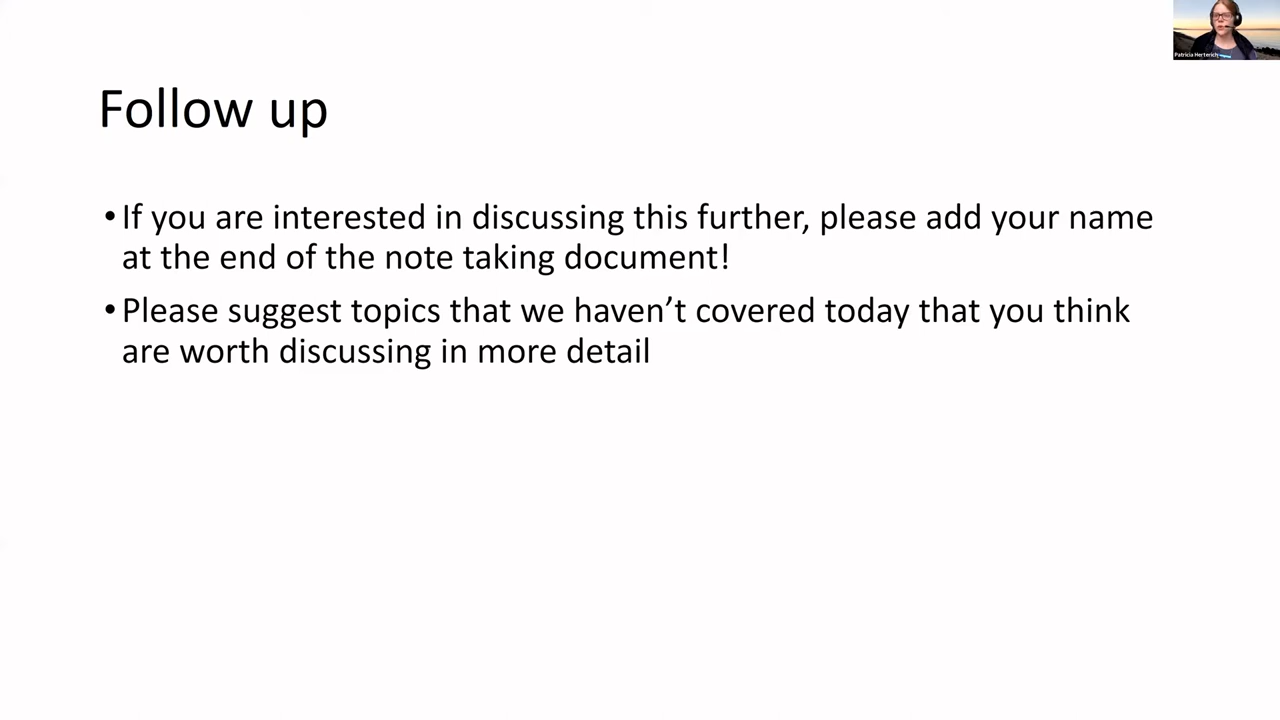 Patricia Herterich
Follow up
•If you are interested in discussing this further, please add your name
at the end of the note taking document!
•Please suggest topics that we haven’t covered today that you think
are worth discussing in more detail